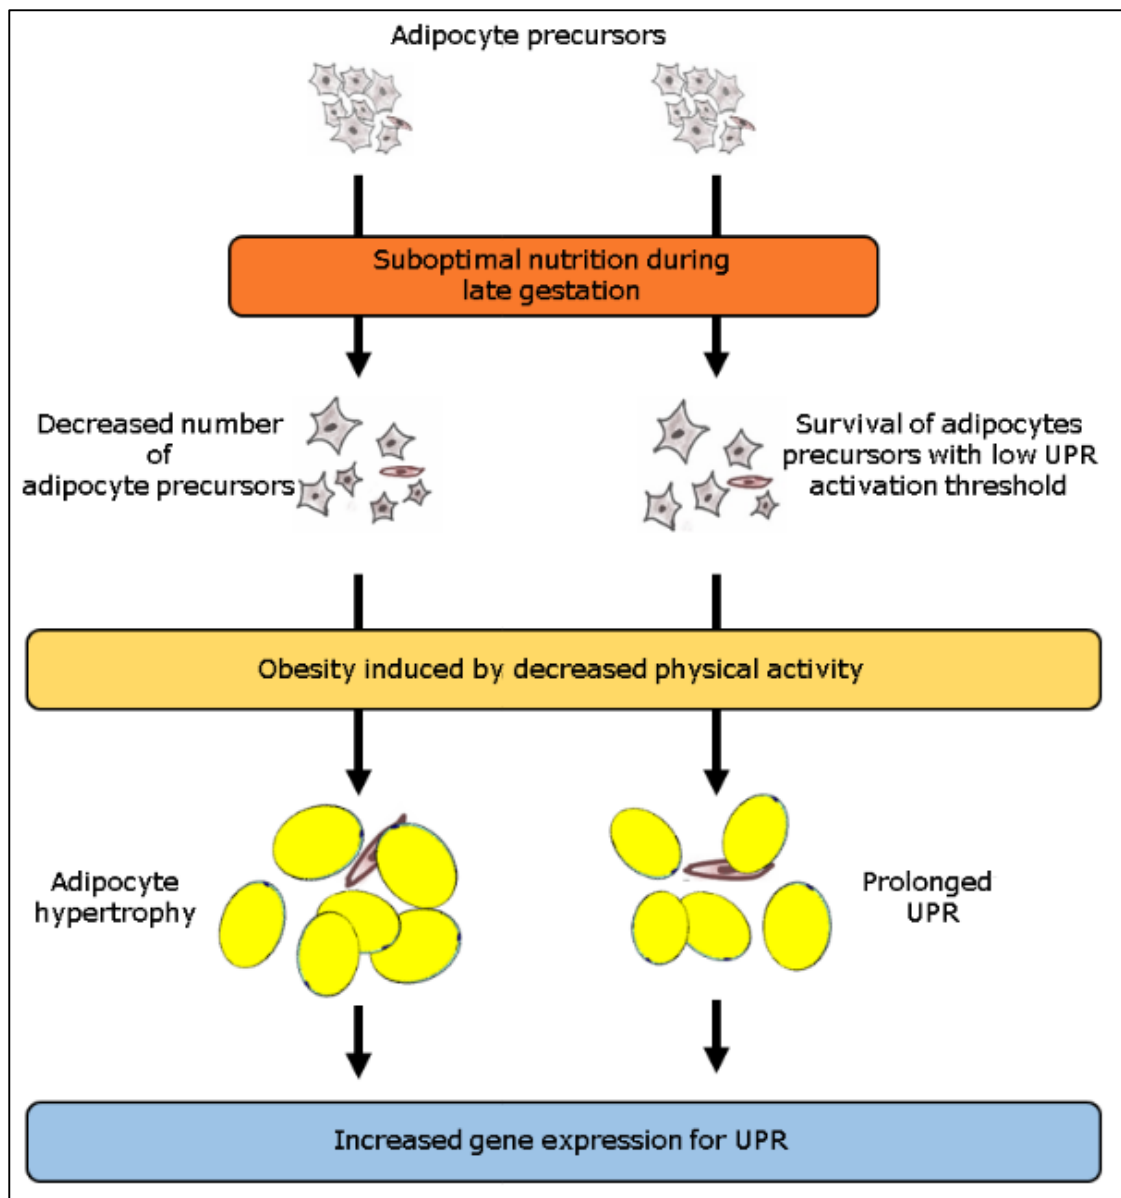 Adipocyte precursors
Suboptimal nutrition during
late gestation
Decreased number
of
adipocyte precursors
Survival of adipocytes
precursors with low UPR
activation threshold
Obesity induced by decreased physical activity
Adipocyte
hypertrophy
Prolonged
UPR
Increased gene expression for UPR